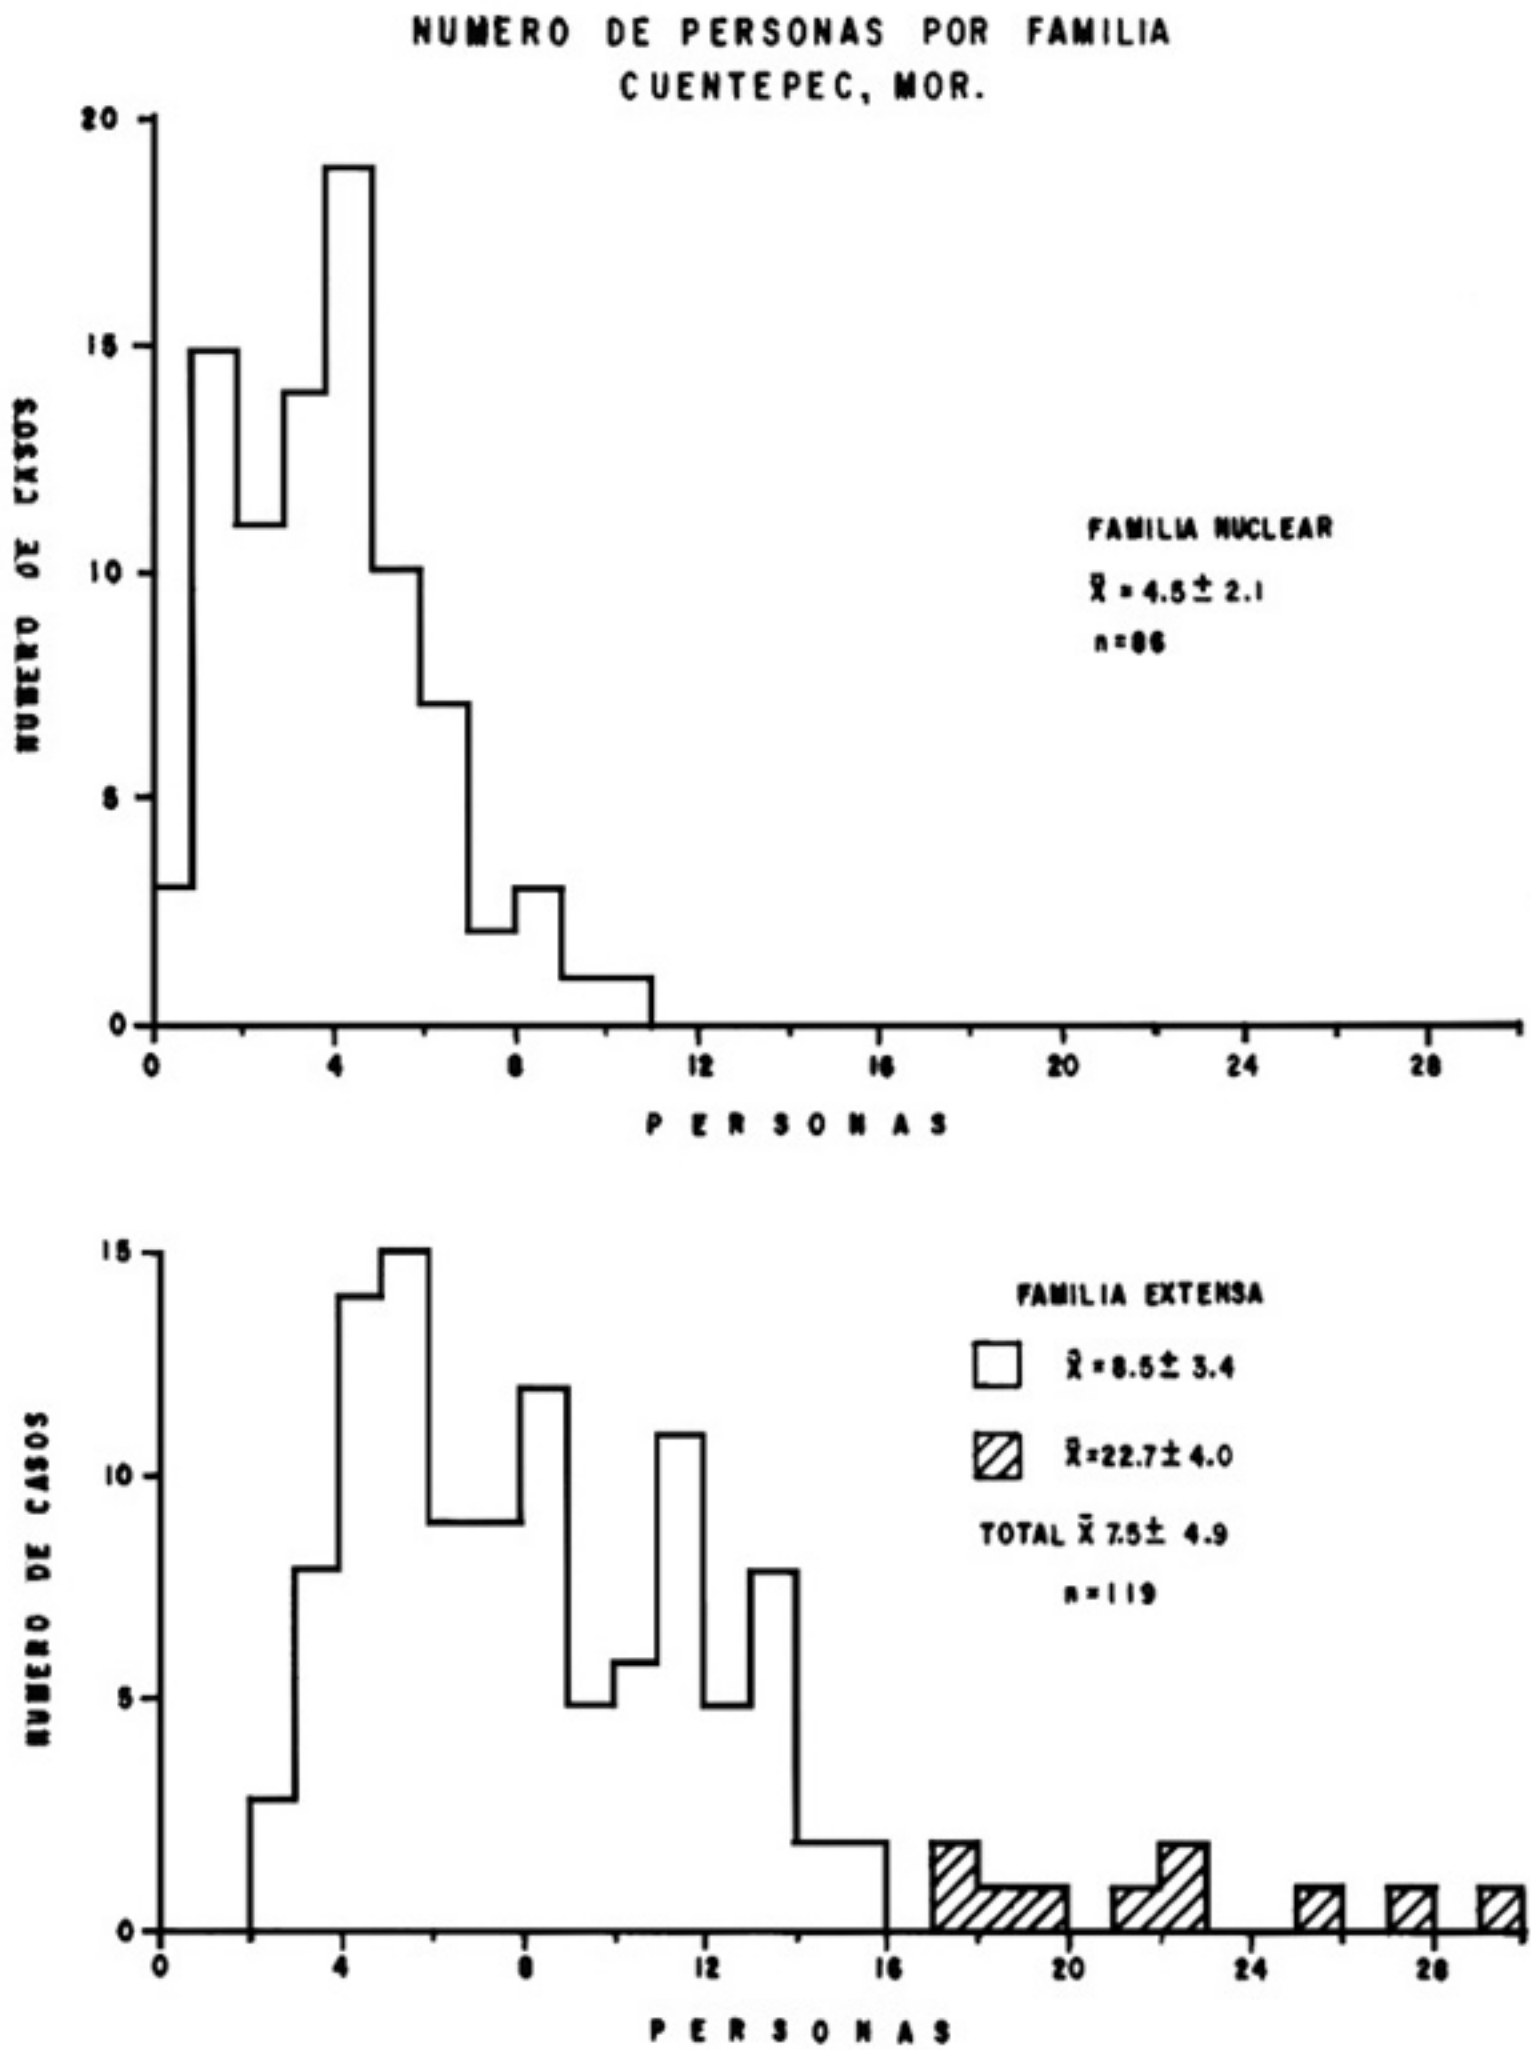 NUMERO DE PERSONAS POR FAMILIA
CUENTEPEC, MOR.
20
15
10
5
0
NUMERO DE CASOS
FAMILIA NUCLEAR
x̄ = 4.5 ± 2.1
n = 86
0 4 8 12 16 20 24 28
PERSONAS
15
10
5
0
NUMERO DE CASOS
FAMILIA EXTENSA
x̄ = 8.5 ± 3.4
x̄ = 22.7 ± 4.0
TOTAL x̄ 7.5 ± 4.9
n = 119
0 4 8 12 16 20 24 28
PERSONAS